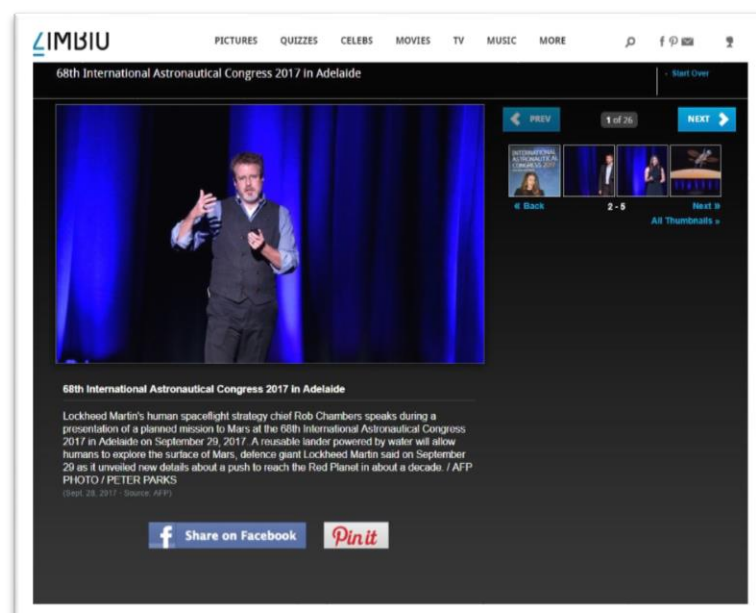 ZIMBIO
PICTURES QUIZZES CELEBS MOVIES TV MUSIC MORE
68th International Astronautical Congress 2017 in Adelaide
Start Over
PREV 1 of 26 NEXT
INTERNATIONAL
ASTRONAUTICAL
CONGRESS 2017
« Back 2 - 5 Next »
All Thumbnails »
68th International Astronautical Congress 2017 in Adelaide
Lockheed Martin's human spaceflight strategy chief Rob Chambers speaks during a
presentation of a planned mission to Mars at the 68th International Astronautical Congress
2017 in Adelaide on September 29, 2017. A reusable lander powered by water will allow
humans to explore the surface of Mars, defence giant Lockheed Martin said on September
29 as it unveiled new details about a push to reach the Red Planet in about a decade. / AFP
PHOTO / PETER PARKS
(Sept. 28, 2017 - Source: AFP)
f Share on Facebook Pin it